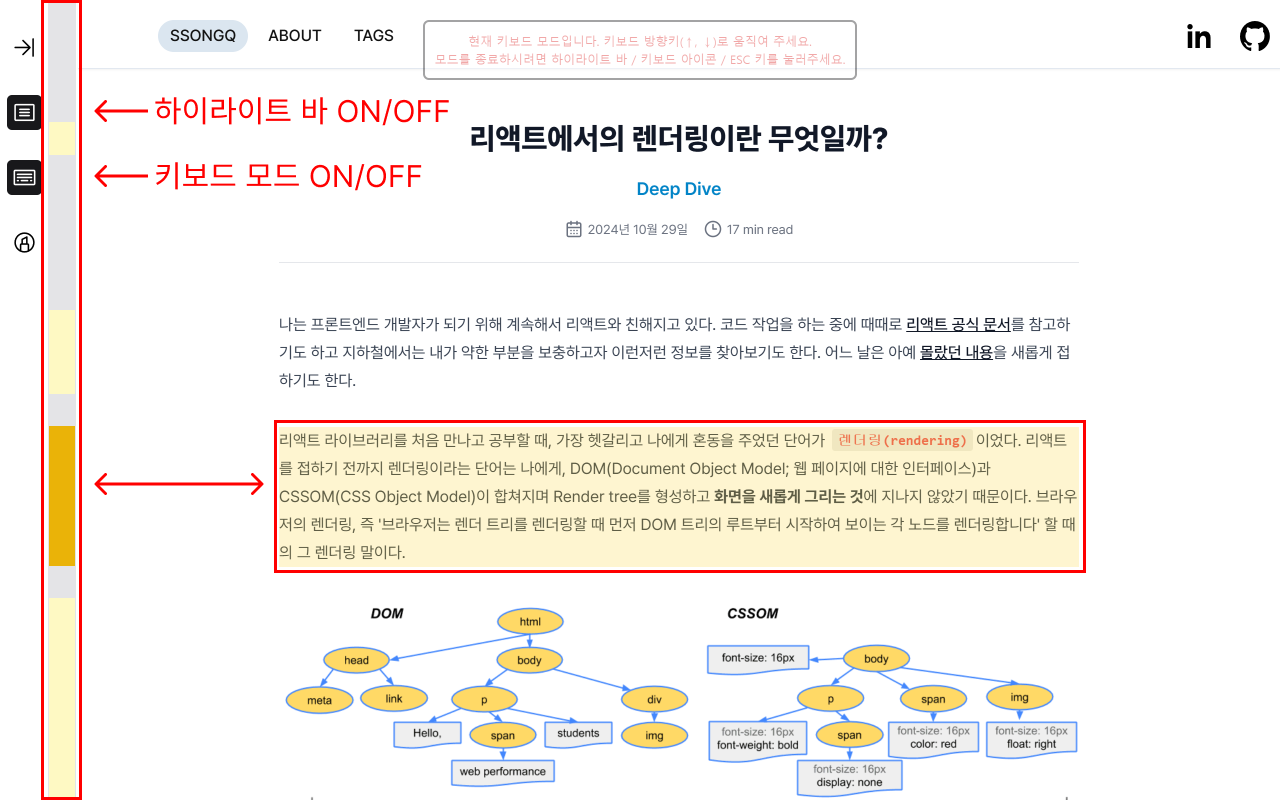 SSONGQ ABOUT TAGS
현재 키보드 모드입니다. 키보드 방향키(↑, ↓)로 움직여 주세요.
모드를 종료하시려면 하이라이트 바 / 키보드 아이콘 / ESC 키를 눌러주세요.
in
하이라이트 바 ON/OFF
키보드 모드 ON/OFF
리액트에서의 렌더링이란 무엇일까?
Deep Dive
2024년 10월 29일 17 min read
나는 프론트엔드 개발자가 되기 위해 계속해서 리액트와 친해지고 있다. 코드 작업을 하는 중에 때때로 리액트 공식 문서를 참고하
기도 하고 지하철에서는 내가 약한 부분을 보충하고자 이런저런 정보를 찾아보기도 한다. 어느 날은 아예 몰랐던 내용을 새롭게 접
하기도 한다.
리액트 라이브러리를 처음 만나고 공부할 때, 가장 헷갈리고 나에게 혼동을 주었던 단어가 렌더링(rendering) 이었다. 리액트
를 접하기 전까지 렌더링이라는 단어는 나에게, DOM(Document Object Model; 웹 페이지에 대한 인터페이스)과
CSSOM(CSS Object Model)이 합쳐지며 Render tree를 형성하고 화면을 새롭게 그리는 것에 지나지 않았기 때문이다. 브라우
저의 렌더링, 즉 '브라우저는 렌더 트리를 렌더링할 때 먼저 DOM 트리의 루트부터 시작하여 보이는 각 노드를 렌더링합니다' 할 때
의 그 렌더링 말이다.
DOM
html
head
body
meta
link
p
div
Hello,
span
students
img
web performance
CSSOM
font-size: 16px
body
p
span
img
font-size: 16px
font-weight: bold
span
font-size: 16px
color: red
font-size: 16px
float: right
font-size: 16px
display: none